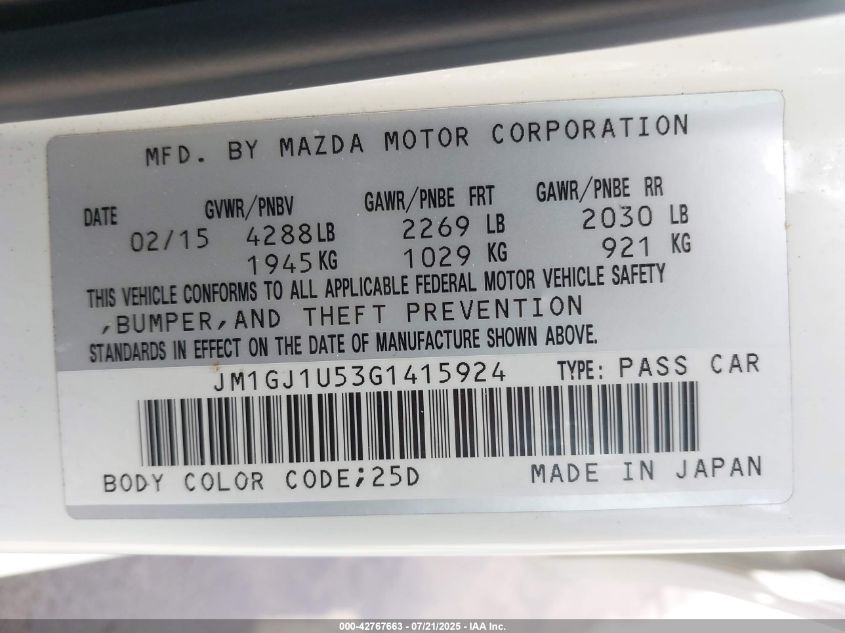 MFD. BY MAZDA MOTOR CORPORATION
DATE GVWR/PNBV GAWR/PNBE FRT GAWR/PNBE RR
02/15 4288LB 2269 LB 2030 LB
1945KG 1029 KG 921 KG
THIS VEHICLE CONFORMS TO ALL APPLICABLE FEDERAL MOTOR VEHICLE SAFETY
,BUMPER,AND THEFT PREVENTION
STANDARDS IN EFFECT ON THE DATE OF MANUFACTURE SHOWN ABOVE.
JM1GJ1U53G1415924 TYPE: PASS CAR
BODY COLOR CODE;25D MADE IN JAPAN
000-42767663 - 07/21/2025 - IAA Inc.